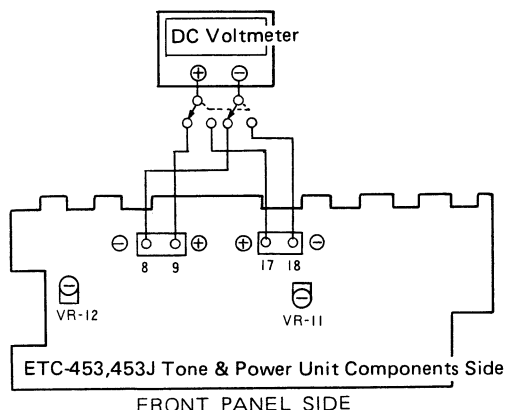 DC Voltmeter
⊕ ⊖
⊖ ⊕ ⊕ ⊖
8 9 17 18
VR-12 VR-11
ETC-453,453J Tone & Power Unit Components Side
FRONT PANEL SIDE